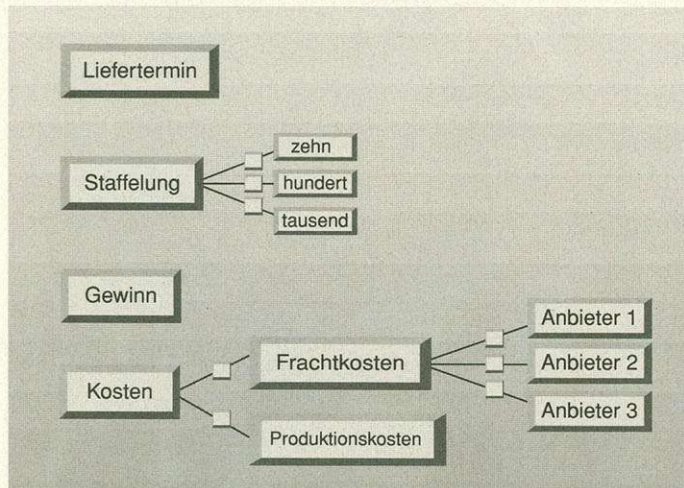 Liefertermin
zehn
Staffelung
hundert
tausend
Gewinn
Anbieter 1
Frachtkosten
Anbieter 2
Kosten
Anbieter 3
Produktionskosten